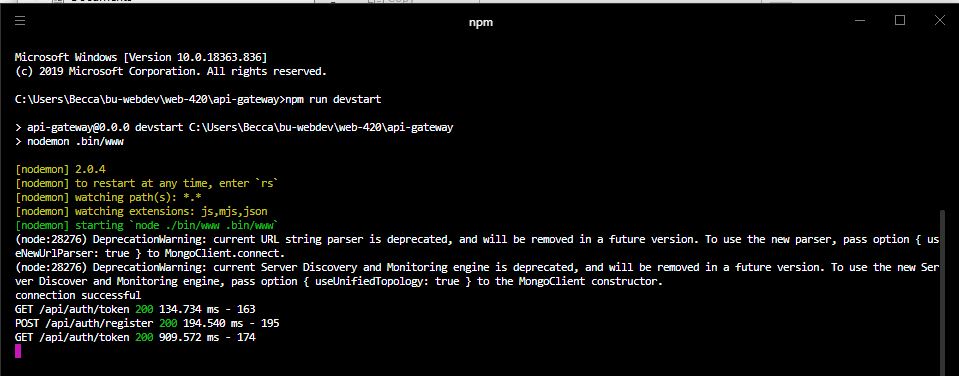 npm
Microsoft Windows [Version 10.0.18363.836]
(c) 2019 Microsoft Corporation. All rights reserved.
C:\Users\Becca\bu-webdev\web-420\api-gateway>npm run devstart
> api-gateway@0.0.0 devstart C:\Users\Becca\bu-webdev\web-420\api-gateway
> nodemon .bin/www
[nodemon] 2.0.4
[nodemon] to restart at any time, enter `rs`
[nodemon] watching path(s): *.*
[nodemon] watching extensions: js,mjs,json
[nodemon] starting `node ./bin/www .bin/www`
(node:28276) DeprecationWarning: current URL string parser is deprecated, and will be removed in a future version. To use the new parser, pass option { us
eNewUrlParser: true } to MongoClient.connect.
(node:28276) DeprecationWarning: current Server Discovery and Monitoring engine is deprecated, and will be removed in a future version. To use the new Ser
ver Discover and Monitoring engine, pass option { useUnifiedTopology: true } to the MongoClient constructor.
connection successful
GET /api/auth/token 200 134.734 ms - 163
POST /api/auth/register 200 194.540 ms - 195
GET /api/auth/token 200 909.572 ms - 174